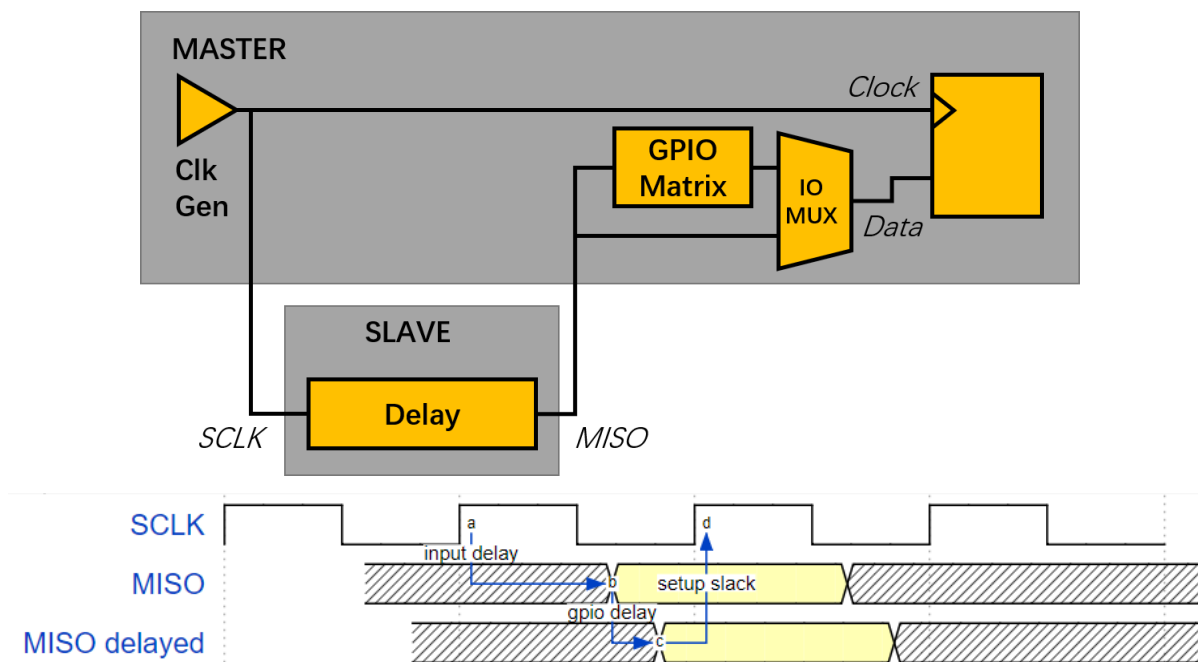 MASTER
Clk
Gen
Clock
GPIO
Matrix
IO
MUX
Data
SLAVE
Delay
SCLK
MISO
SCLK
a
d
input delay
MISO
b
setup slack
gpio delay
MISO delayed
c